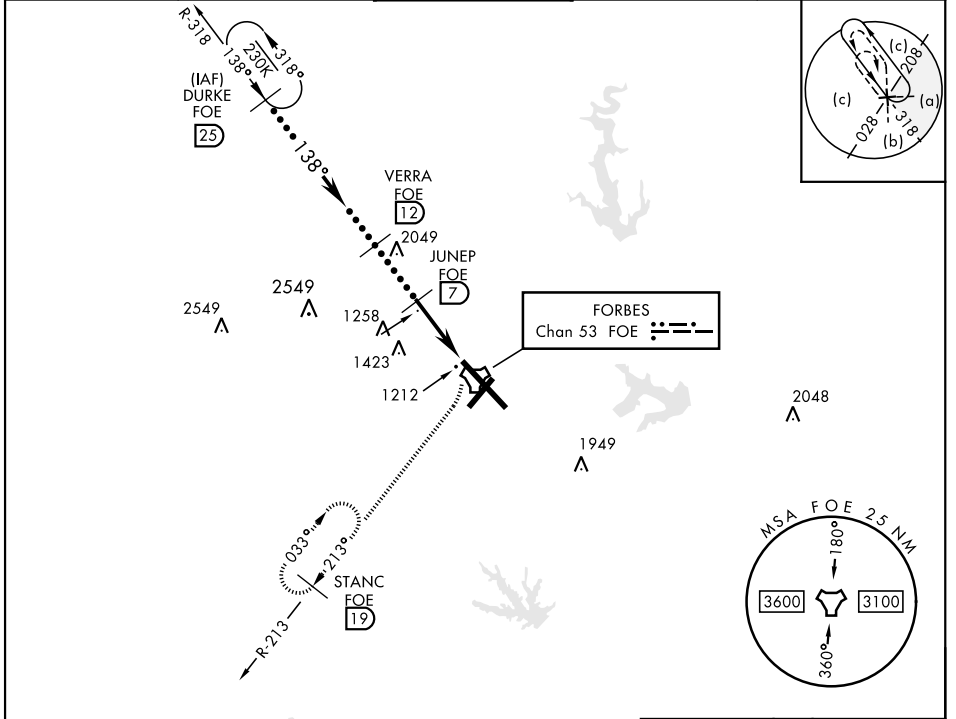 R-318
138°
230K
318°
(IAF)
DURKE
FOE
25
138°
VERRA
FOE
12
2049
JUNEP
FOE
7
2549
2549
1258
1423
1212
FORBES
Chan 53 FOE
2048
1949
033°
213°
STANC
FOE
19
R-213
(c)
208
(c)
(a)
028
318
(b)
MSA FOE 25 NM
180°
3600
3100
360°